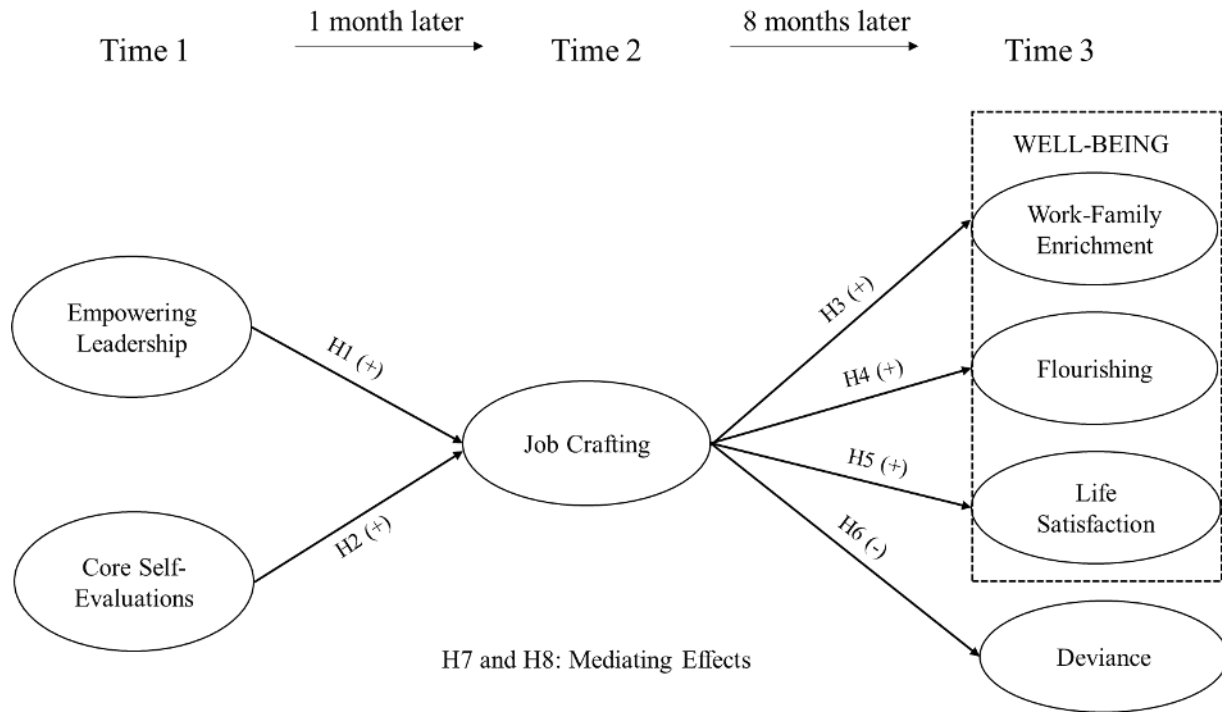 1 month later
8 months later
Time 1
Time 2
Time 3
WELL-BEING
Work-Family
Enrichment
Empowering
Leadership
H1 (+)
H3 (+)
H4 (+)
Flourishing
Job Crafting
H5 (+)
Life
Satisfaction
H2 (+)
H6 (-)
Core Self-
Evaluations
H7 and H8: Mediating Effects
Deviance